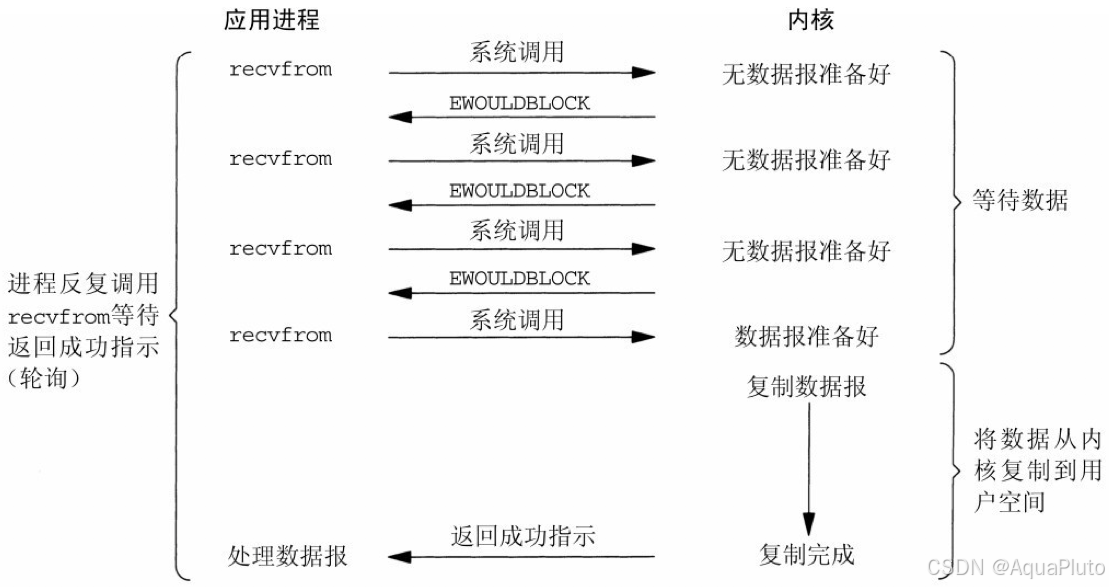 应用进程
内核
recvfrom
系统调用
无数据报准备好
EWOULDBLOCK
recvfrom
系统调用
无数据报准备好
EWOULDBLOCK
recvfrom
系统调用
无数据报准备好
EWOULDBLOCK
recvfrom
系统调用
数据报准备好
等待数据
进程反复调用
recvfrom等待
返回成功指示
(轮询)
复制数据报
将数据从内
核复制到用
户空间
处理数据报
返回成功指示
复制完成
CSDN @AquaPluto